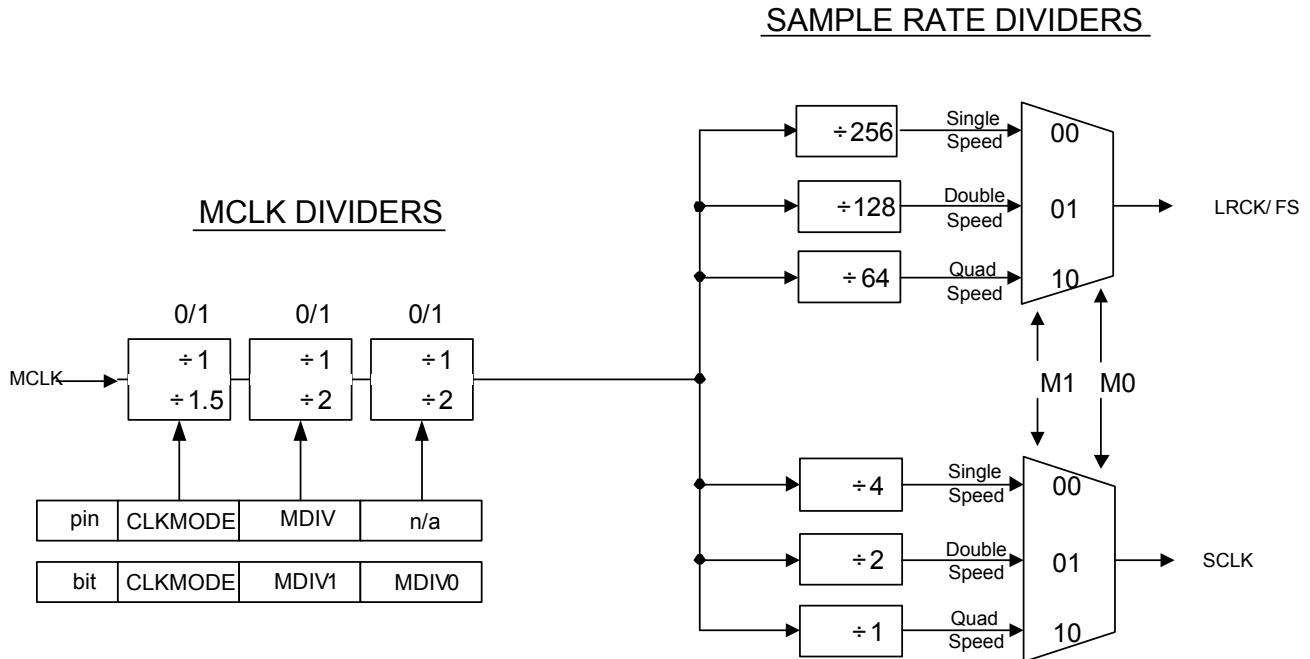 SAMPLE RATE DIVIDERS
MCLK DIVIDERS
0/1 0/1 0/1
MCLK
÷1 ÷1 ÷1
÷1.5 ÷2 ÷2
pin CLKMODE MDIV n/a
bit CLKMODE MDIV1 MDIV0
÷256 Single Speed 00
÷128 Double Speed 01
÷64 Quad Speed 10
LRCK/ FS
M1 M0
÷4 Single Speed 00
÷2 Double Speed 01
÷1 Quad Speed 10
SCLK